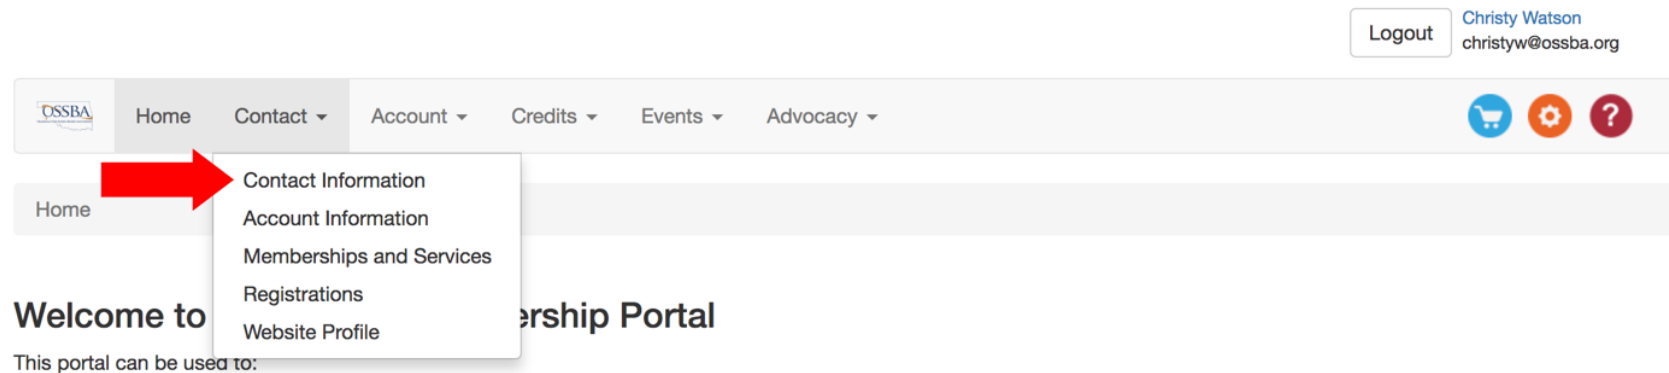 Logout
Christy Watson
christyw@ossba.org
OSSBA
Home
Contact
Account
Credits
Events
Advocacy
?
Contact Information
Home
Account Information
Memberships and Services
Registrations
Website Profile
Welcome to ership Portal
This portal can be used to: